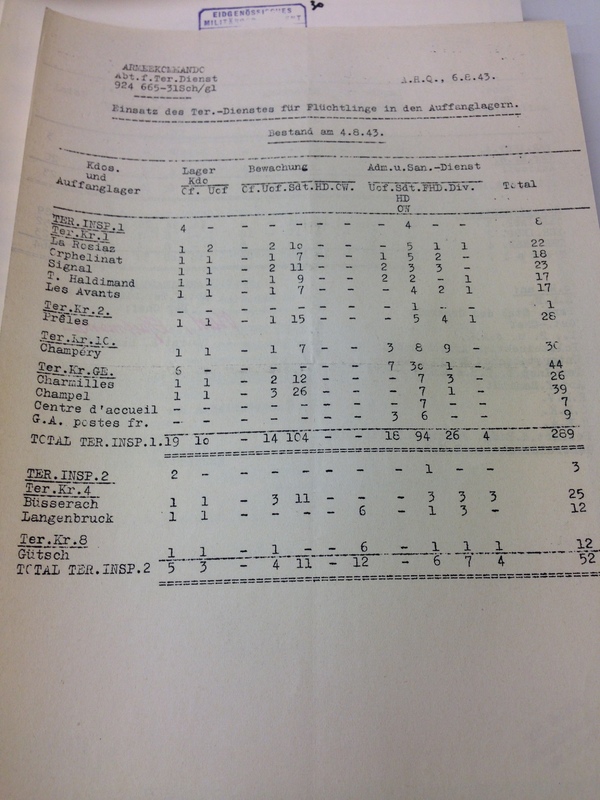 30
EIDGENÖSSISCHES
ARMEEKOMMANDO
Abt.f.Ter.Dienst
924 665-31Sch/gl
A.H.Q., 6.8.43.
Einsatz des Ter.-Dienstes für Flüchtlinge in den Auffanglagern.
Bestand am 4.8.43.
Kdos. und Auffanglager Lager Kdo Bewachung Adm.u.San.-Dienst Total
Cf. Ucf Cf.Ucf.Sdt.HD.CW. Ucf.Sdt.FHD.Div.
HD
CW
TER.INSP.1 4 - - - - - - - 4 - - 8
Ter.Kr.1
La Rosiaz 1 2 - 2 10 - - - 5 1 1 22
Orphelinat 1 1 - 1 7 - - 1 5 2 - 18
Signal 1 1 - 2 11 - - 2 3 3 - 23
T. Haldimand 1 1 - 1 9 - - 2 2 - 1 17
Les Avants 1 1 - 1 7 - - - 4 2 1 17
Ter.Kr.2. - - - - - - - - 1 - - 1
Prêles 1 1 - 1 15 - - - 5 4 1 28
Ter.Kr.10.
Champéry 1 1 - 1 7 - - 3 8 9 - 30
Ter.Kr.GE. 6 - - - - - - 7 30 1 - 44
Charmilles 1 1 - 2 12 - - - 7 3 - 26
Champel 1 1 - 3 26 - - - 7 1 - 39
Centre d'accueil - - - - - - - - 7 - - 7
G.A. postes fr. - - - - - - - 3 6 - - 9
TOTAL TER.INSP.1. 19 10 - 14 104 - - 18 94 26 4 289
TER.INSP.2 2 - - - - - - - 1 - - 3
Ter.Kr.4
Büsserach 1 1 - 3 11 - - - 3 3 3 25
Langenbruck 1 1 - - - - 6 - 1 3 - 12
Ter.Kr.8
Gütsch 1 1 - 1 - - 6 - 1 1 1 12
TOTAL TER.INSP.2 5 3 - 4 11 - 12 - 6 7 4 52